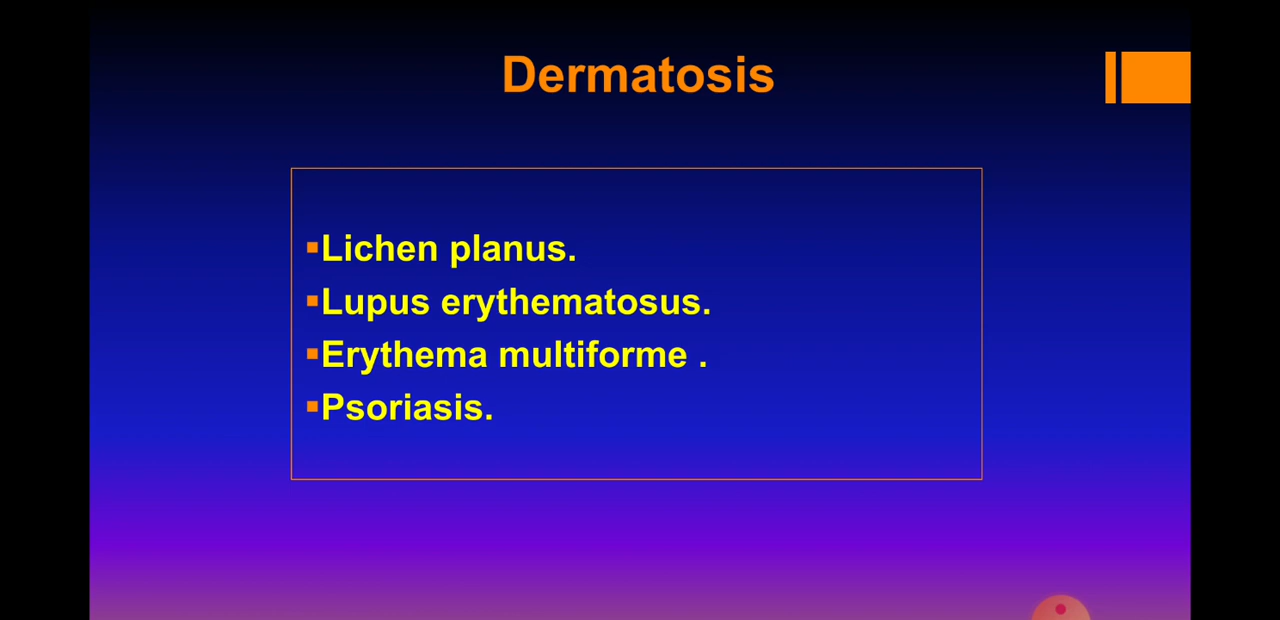 Dermatosis
▪Lichen planus.
▪Lupus erythematosus.
▪Erythema multiforme .
▪Psoriasis.